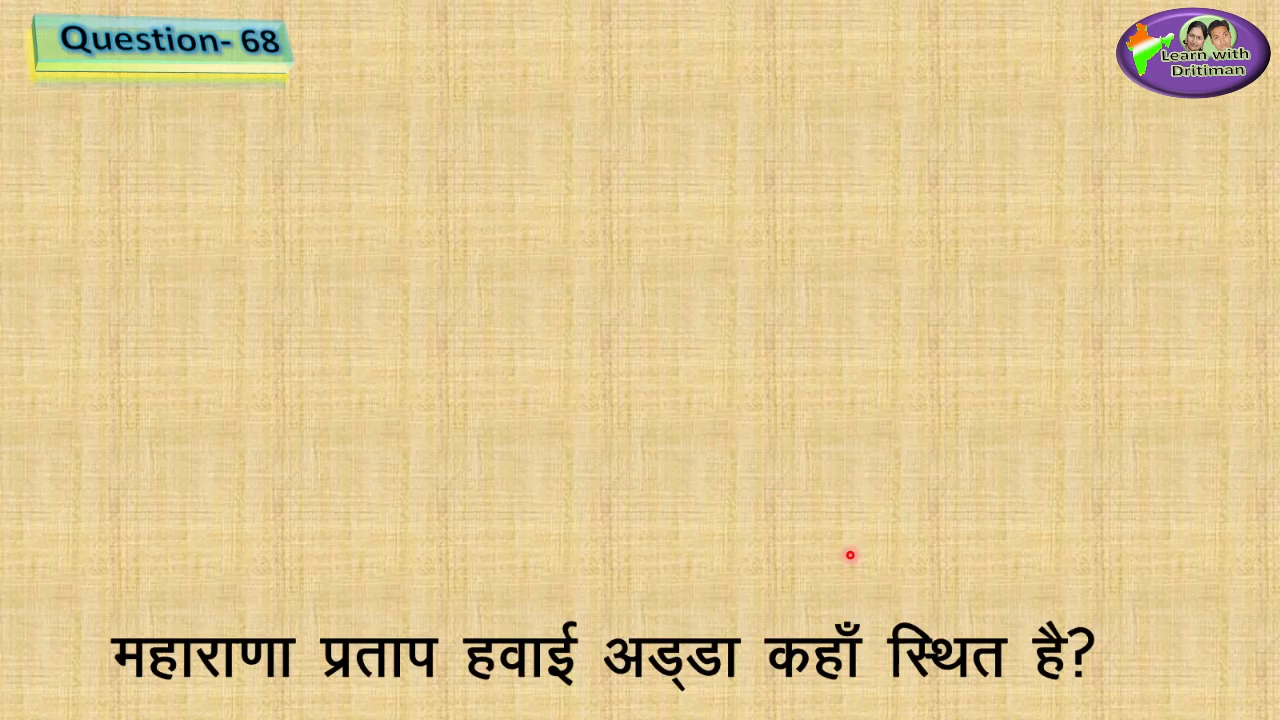 Question- 68
Learn with
Dritiman
महाराणा प्रताप हवाई अड्डा कहाँ स्थित है?